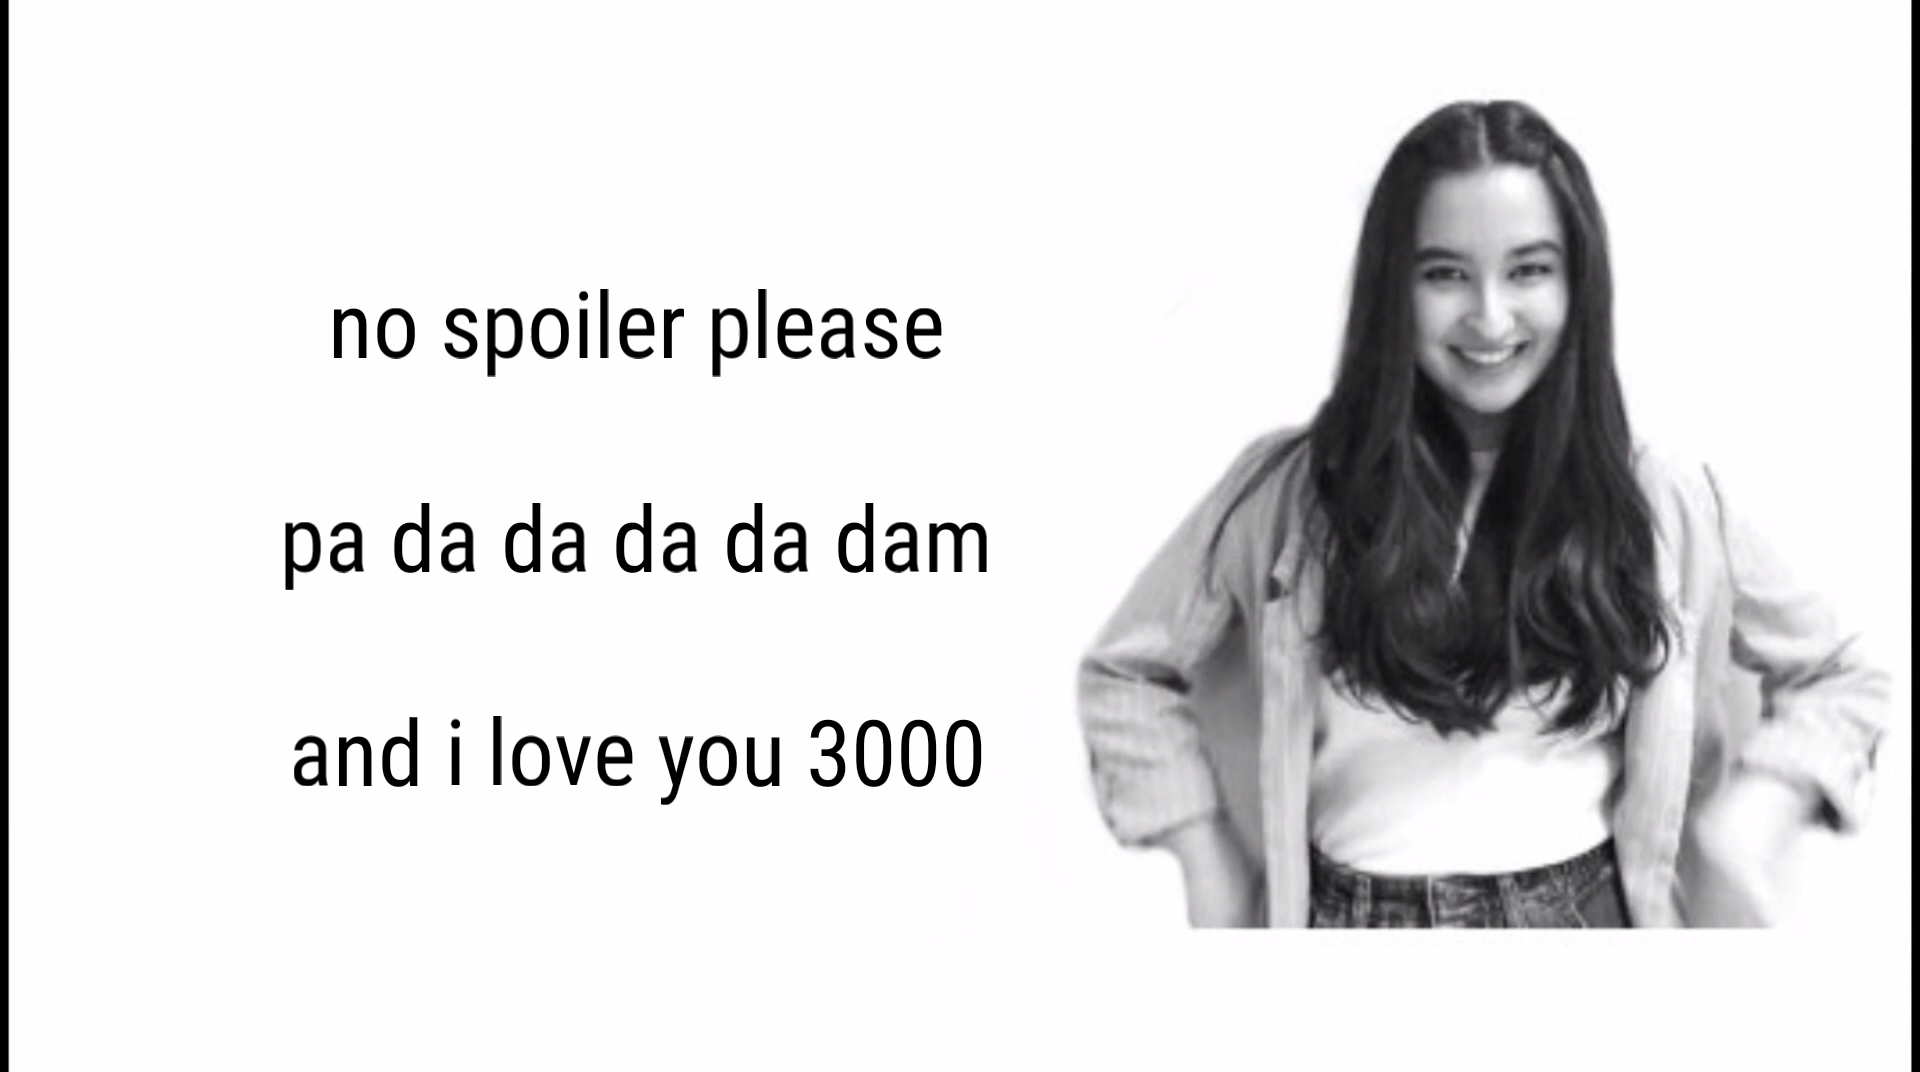 no spoiler please
pa da da da da dam
and i love you 3000